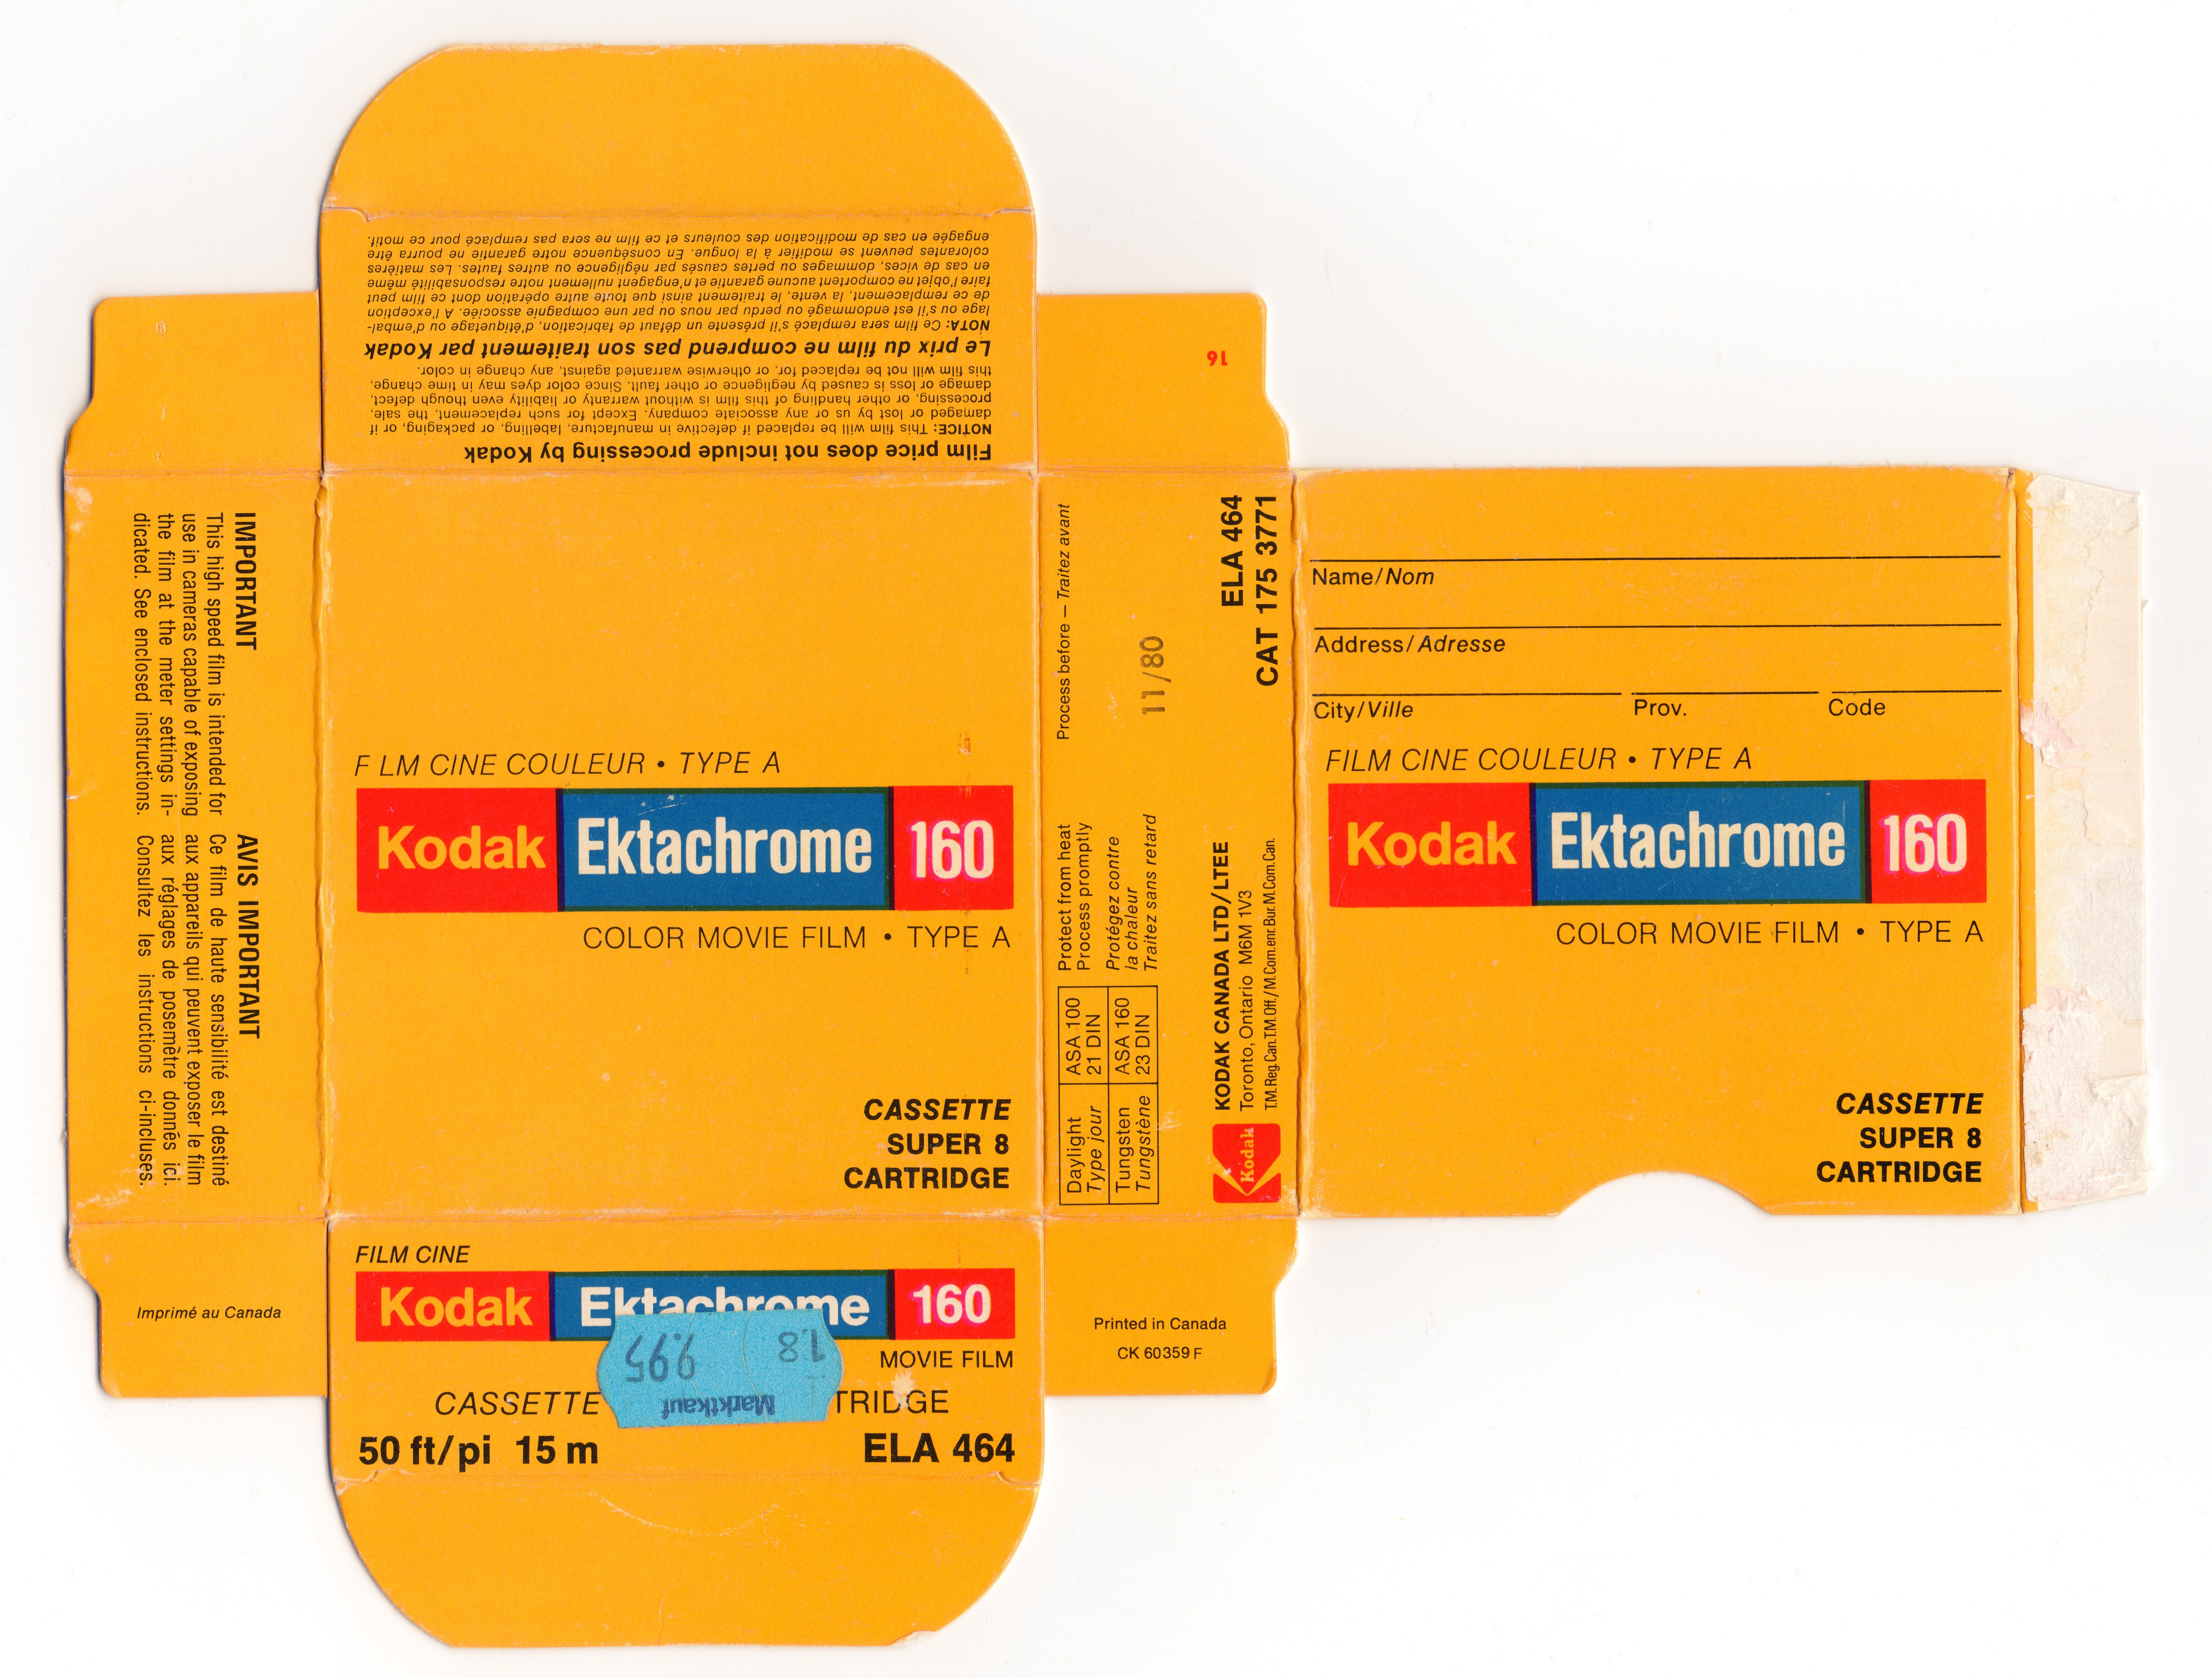 engagée en cas de modification des couleurs et ce film ne sera pas remplacé pour ce motif.
Film price does not include processing by Kodak
NOTICE: This film will be replaced if defective in manufacture, labelling, or packaging, or if
damaged or lost by us or any associate company. Except for such replacement, the sale,
processing, or other handling of this film is without warranty or liability even though defect,
damage or loss is caused by negligence or other fault. Since color dyes may in time change,
this film will not be replaced for, or otherwise warranted against, any change in color.
Le prix du film ne comprend pas son traitement par Kodak
NOTA: Ce film sera remplacé s'il présente un défaut de fabrication, d'étiquetage ou d'embal-
lage ou s'il est endommagé ou perdu par nous ou par une compagnie associée. A l'exception
de ce remplacement, la vente, le traitement ainsi que toute autre opération dont ce film peut
faire l'objet ne comportent aucune garantie et n'engagent nullement notre responsabilité même
en cas de vices, dommages ou pertes causés par négligence ou autres fautes. Les matières
colorantes peuvent se modifier à la longue. En conséquence notre garantie ne pourra être
16
IMPORTANT
This high speed film is intended for
use in cameras capable of exposing
the film at the meter settings in-
dicated. See enclosed instructions.
AVIS IMPORTANT
Ce film de haute sensibilité est destiné
aux appareils qui peuvent exposer le film
aux réglages de posemètre donnés ici.
Consultez les instructions ci-incluses.
Imprimé au Canada
F LM CINE COULEUR • TYPE A
Kodak Ektachrome 160
COLOR MOVIE FILM • TYPE A
CASSETTE
SUPER 8
CARTRIDGE
FILM CINE
Kodak Ektachrome 160
MOVIE FILM
CASSETTE TRIDGE
50 ft/pi 15 m ELA 464
Marktkauf
1.8 9.95
Process before – Traitez avant
11/80
Protect from heat
Process promptly
Protégez contre
la chaleur
Traitez sans retard
Daylight ASA 100
Type jour 21 DIN
Tungsten ASA 160
Tungstène 23 DIN
ELA 464
CAT 175 3771
KODAK CANADA LTD/LTEE
Toronto, Ontario M6M 1V3
T.M.Reg.Can.T.M.Off./M.Com.enr.Bur.M.Com.Can.
Kodak
Printed in Canada
CK 60359 F
Name/Nom
Address/Adresse
City/Ville Prov. Code
FILM CINE COULEUR • TYPE A
Kodak Ektachrome 160
COLOR MOVIE FILM • TYPE A
CASSETTE
SUPER 8
CARTRIDGE